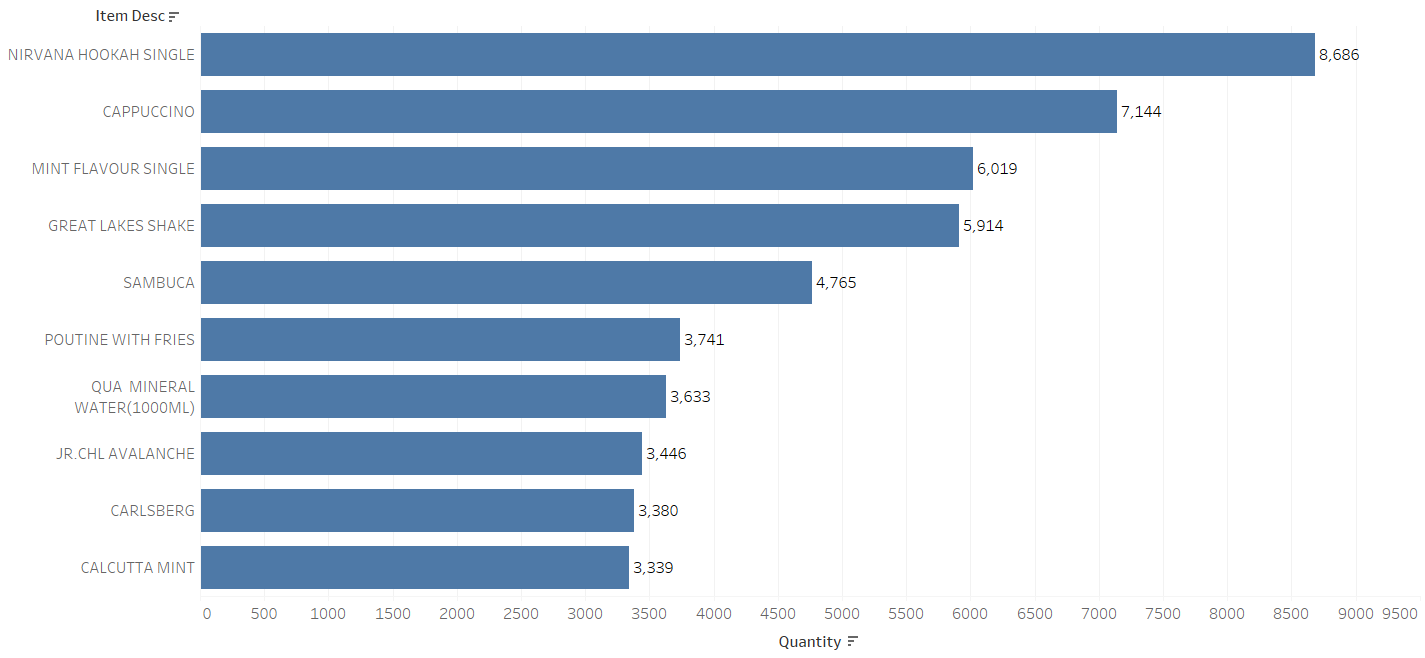 Item Desc
NIRVANA HOOKAH SINGLE 8,686
CAPPUCCINO 7,144
MINT FLAVOUR SINGLE 6,019
GREAT LAKES SHAKE 5,914
SAMBUCA 4,765
POUTINE WITH FRIES 3,741
QUA MINERAL
WATER(1000ML) 3,633
JR.CHL AVALANCHE 3,446
CARLSBERG 3,380
CALCUTTA MINT 3,339
0 500 1000 1500 2000 2500 3000 3500 4000 4500 5000 5500 6000 6500 7000 7500 8000 8500 9000 9500
Quantity